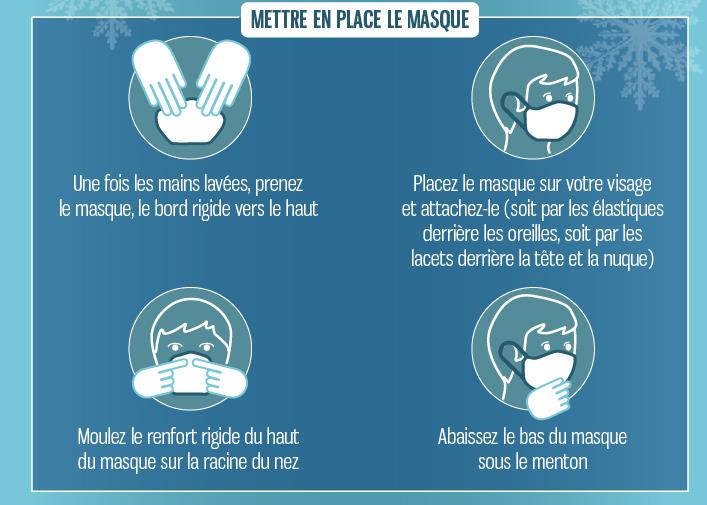 METTRE EN PLACE LE MASQUE
Une fois les mains lavées, prenez
le masque, le bord rigide vers le haut
Placez le masque sur votre visage
et attachez-le (soit par les élastiques
derrière les oreilles, soit par les
lacets derrière la tête et la nuque)
Moulez le renfort rigide du haut
du masque sur la racine du nez
Abaissez le bas du masque
sous le menton